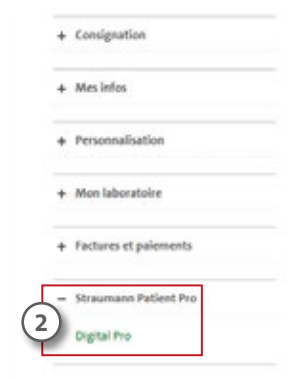 + Consignation
+ Mes infos
+ Personnalisation
+ Mon laboratoire
+ Factures et paiements
− Straumann Patient Pro
2
Digital Pro